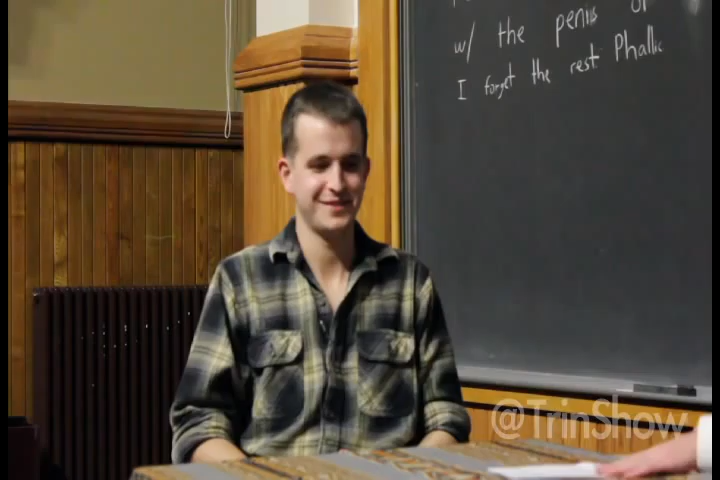 w/ the penis of
I forget the rest. Phallic
@TrinShow